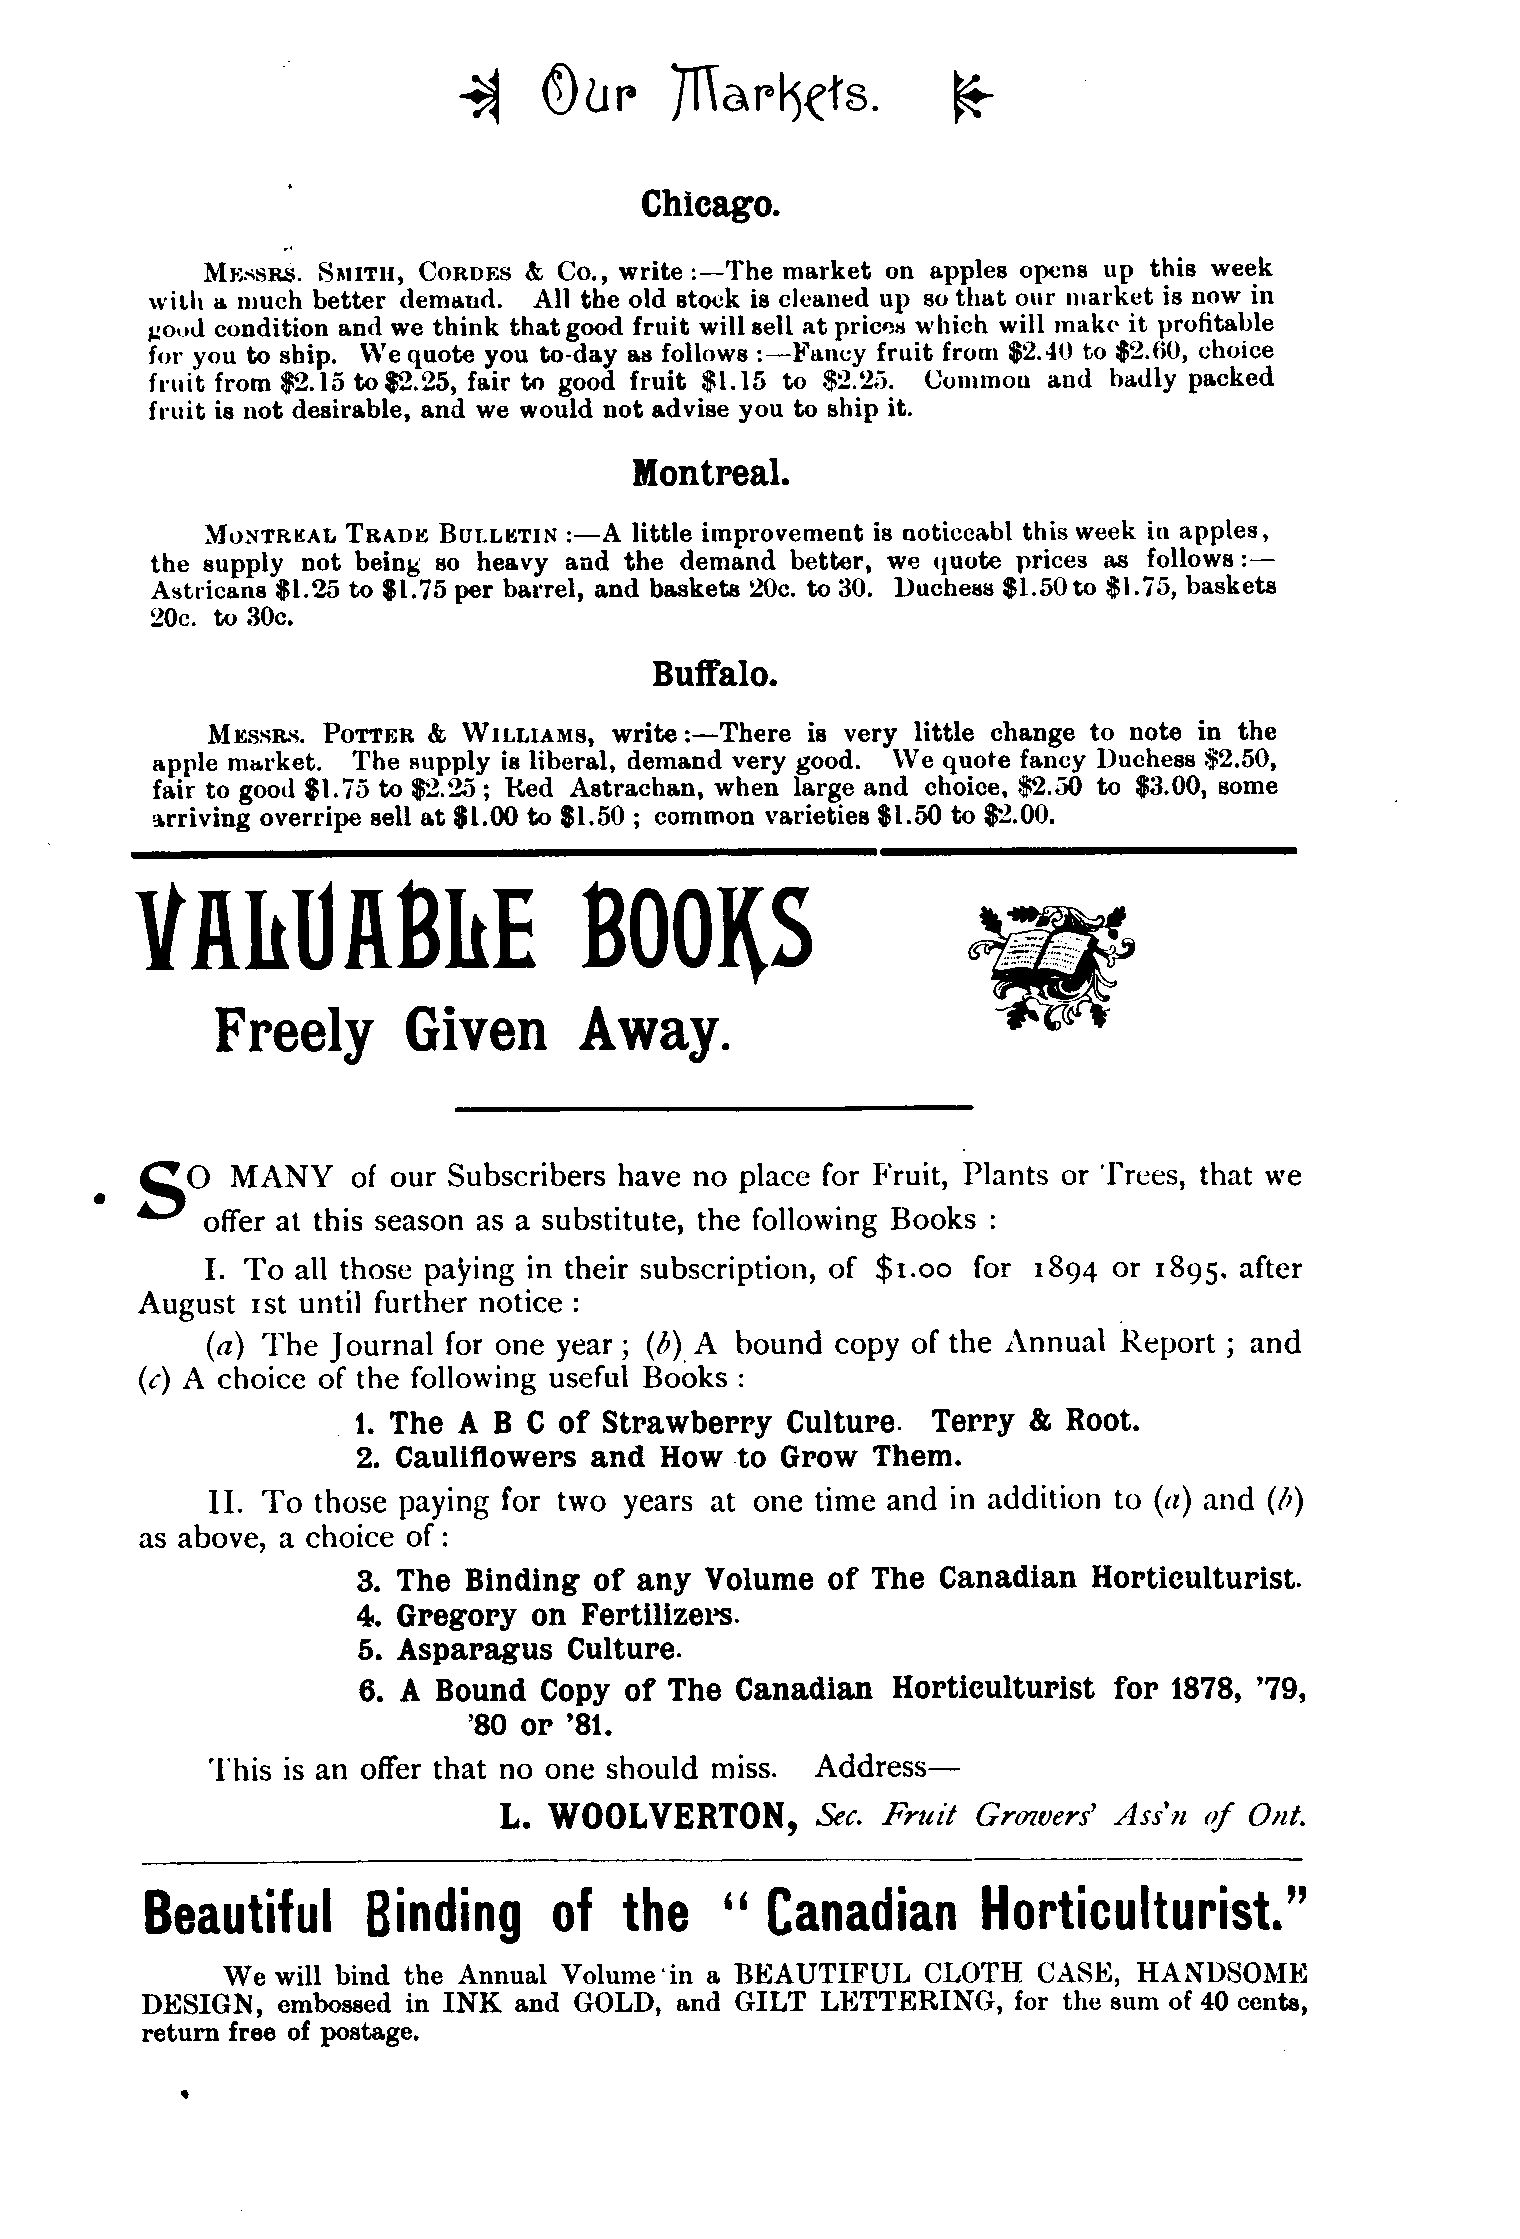 Our Markets.
Chicago.
MESSRS. SMITH, CORDES & CO., write :—The market on apples opens up this week
with a much better demand. All the old stock is cleaned up so that our market is now in
good condition and we think that good fruit will sell at prices which will make it profitable
for you to ship. We quote you to-day as follows :—Fancy fruit from $2.40 to $2.60, choice
fruit from $2.15 to $2.25, fair to good fruit $1.15 to $2.25. Common and badly packed
fruit is not desirable, and we would not advise you to ship it.
Montreal.
MONTREAL TRADE BULLETIN :—A little improvement is noticeabl this week in apples,
the supply not being so heavy and the demand better, we quote prices as follows :—
Astricans $1.25 to $1.75 per barrel, and baskets 20c. to 30. Duchess $1.50 to $1.75, baskets
20c. to 30c.
Buffalo.
MESSRS. POTTER & WILLIAMS, write :—There is very little change to note in the
apple market. The supply is liberal, demand very good. We quote fancy Duchess $2.50,
fair to good $1.75 to $2.25 ; Red Astrachan, when large and choice, $2.50 to $3.00, some
arriving overripe sell at $1.00 to $1.50 ; common varieties $1.50 to $2.00.
VALUABLE BOOKS
Freely Given Away.
SO MANY of our Subscribers have no place for Fruit, Plants or Trees, that we
offer at this season as a substitute, the following Books :
I. To all those paying in their subscription, of $1.00 for 1894 or 1895, after
August 1st until further notice :
(a) The Journal for one year ; (b) A bound copy of the Annual Report ; and
(c) A choice of the following useful Books :
1. The A B C of Strawberry Culture. Terry & Root.
2. Cauliflowers and How to Grow Them.
II. To those paying for two years at one time and in addition to (a) and (b)
as above, a choice of :
3. The Binding of any Volume of The Canadian Horticulturist.
4. Gregory on Fertilizers.
5. Asparagus Culture.
6. A Bound Copy of The Canadian Horticulturist for 1878, '79,
'80 or '81.
This is an offer that no one should miss. Address—
L. WOOLVERTON, Sec. Fruit Growers' Ass'n of Ont.
Beautiful Binding of the "Canadian Horticulturist."
We will bind the Annual Volume in a BEAUTIFUL CLOTH CASE, HANDSOME
DESIGN, embossed in INK and GOLD, and GILT LETTERING, for the sum of 40 cents,
return free of postage.